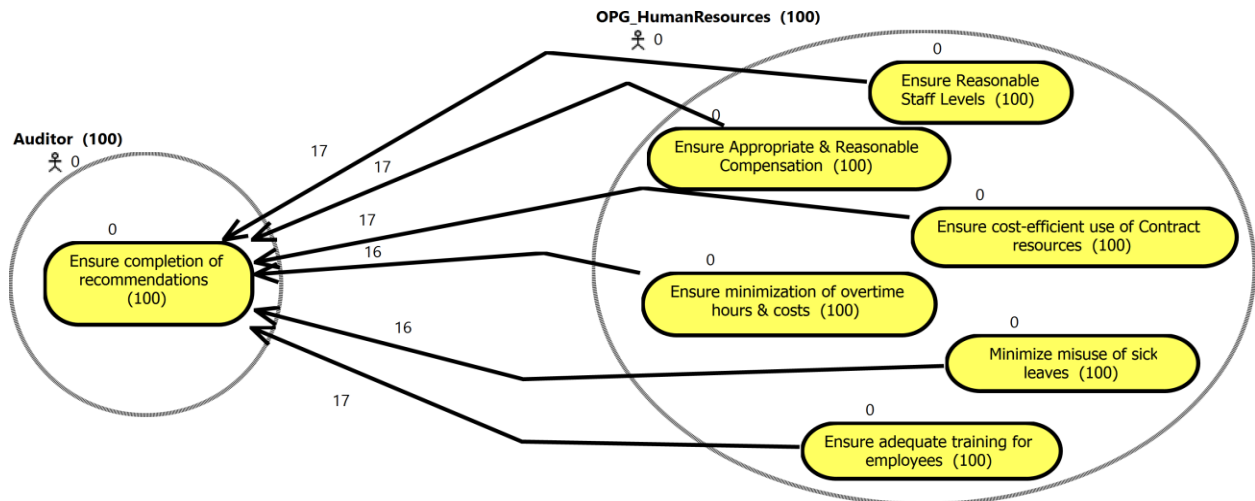 OPG_HumanResources (100)
0
0
Ensure Reasonable
Staff Levels (100)
0
Ensure Appropriate & Reasonable
Compensation (100)
Auditor (100)
0
17
17
0
Ensure cost-efficient use of Contract
resources (100)
17
0
Ensure completion of
recommendations
(100)
16
0
Ensure minimization of overtime
hours & costs (100)
0
Minimize misuse of sick
leaves (100)
16
17
0
Ensure adequate training for
employees (100)